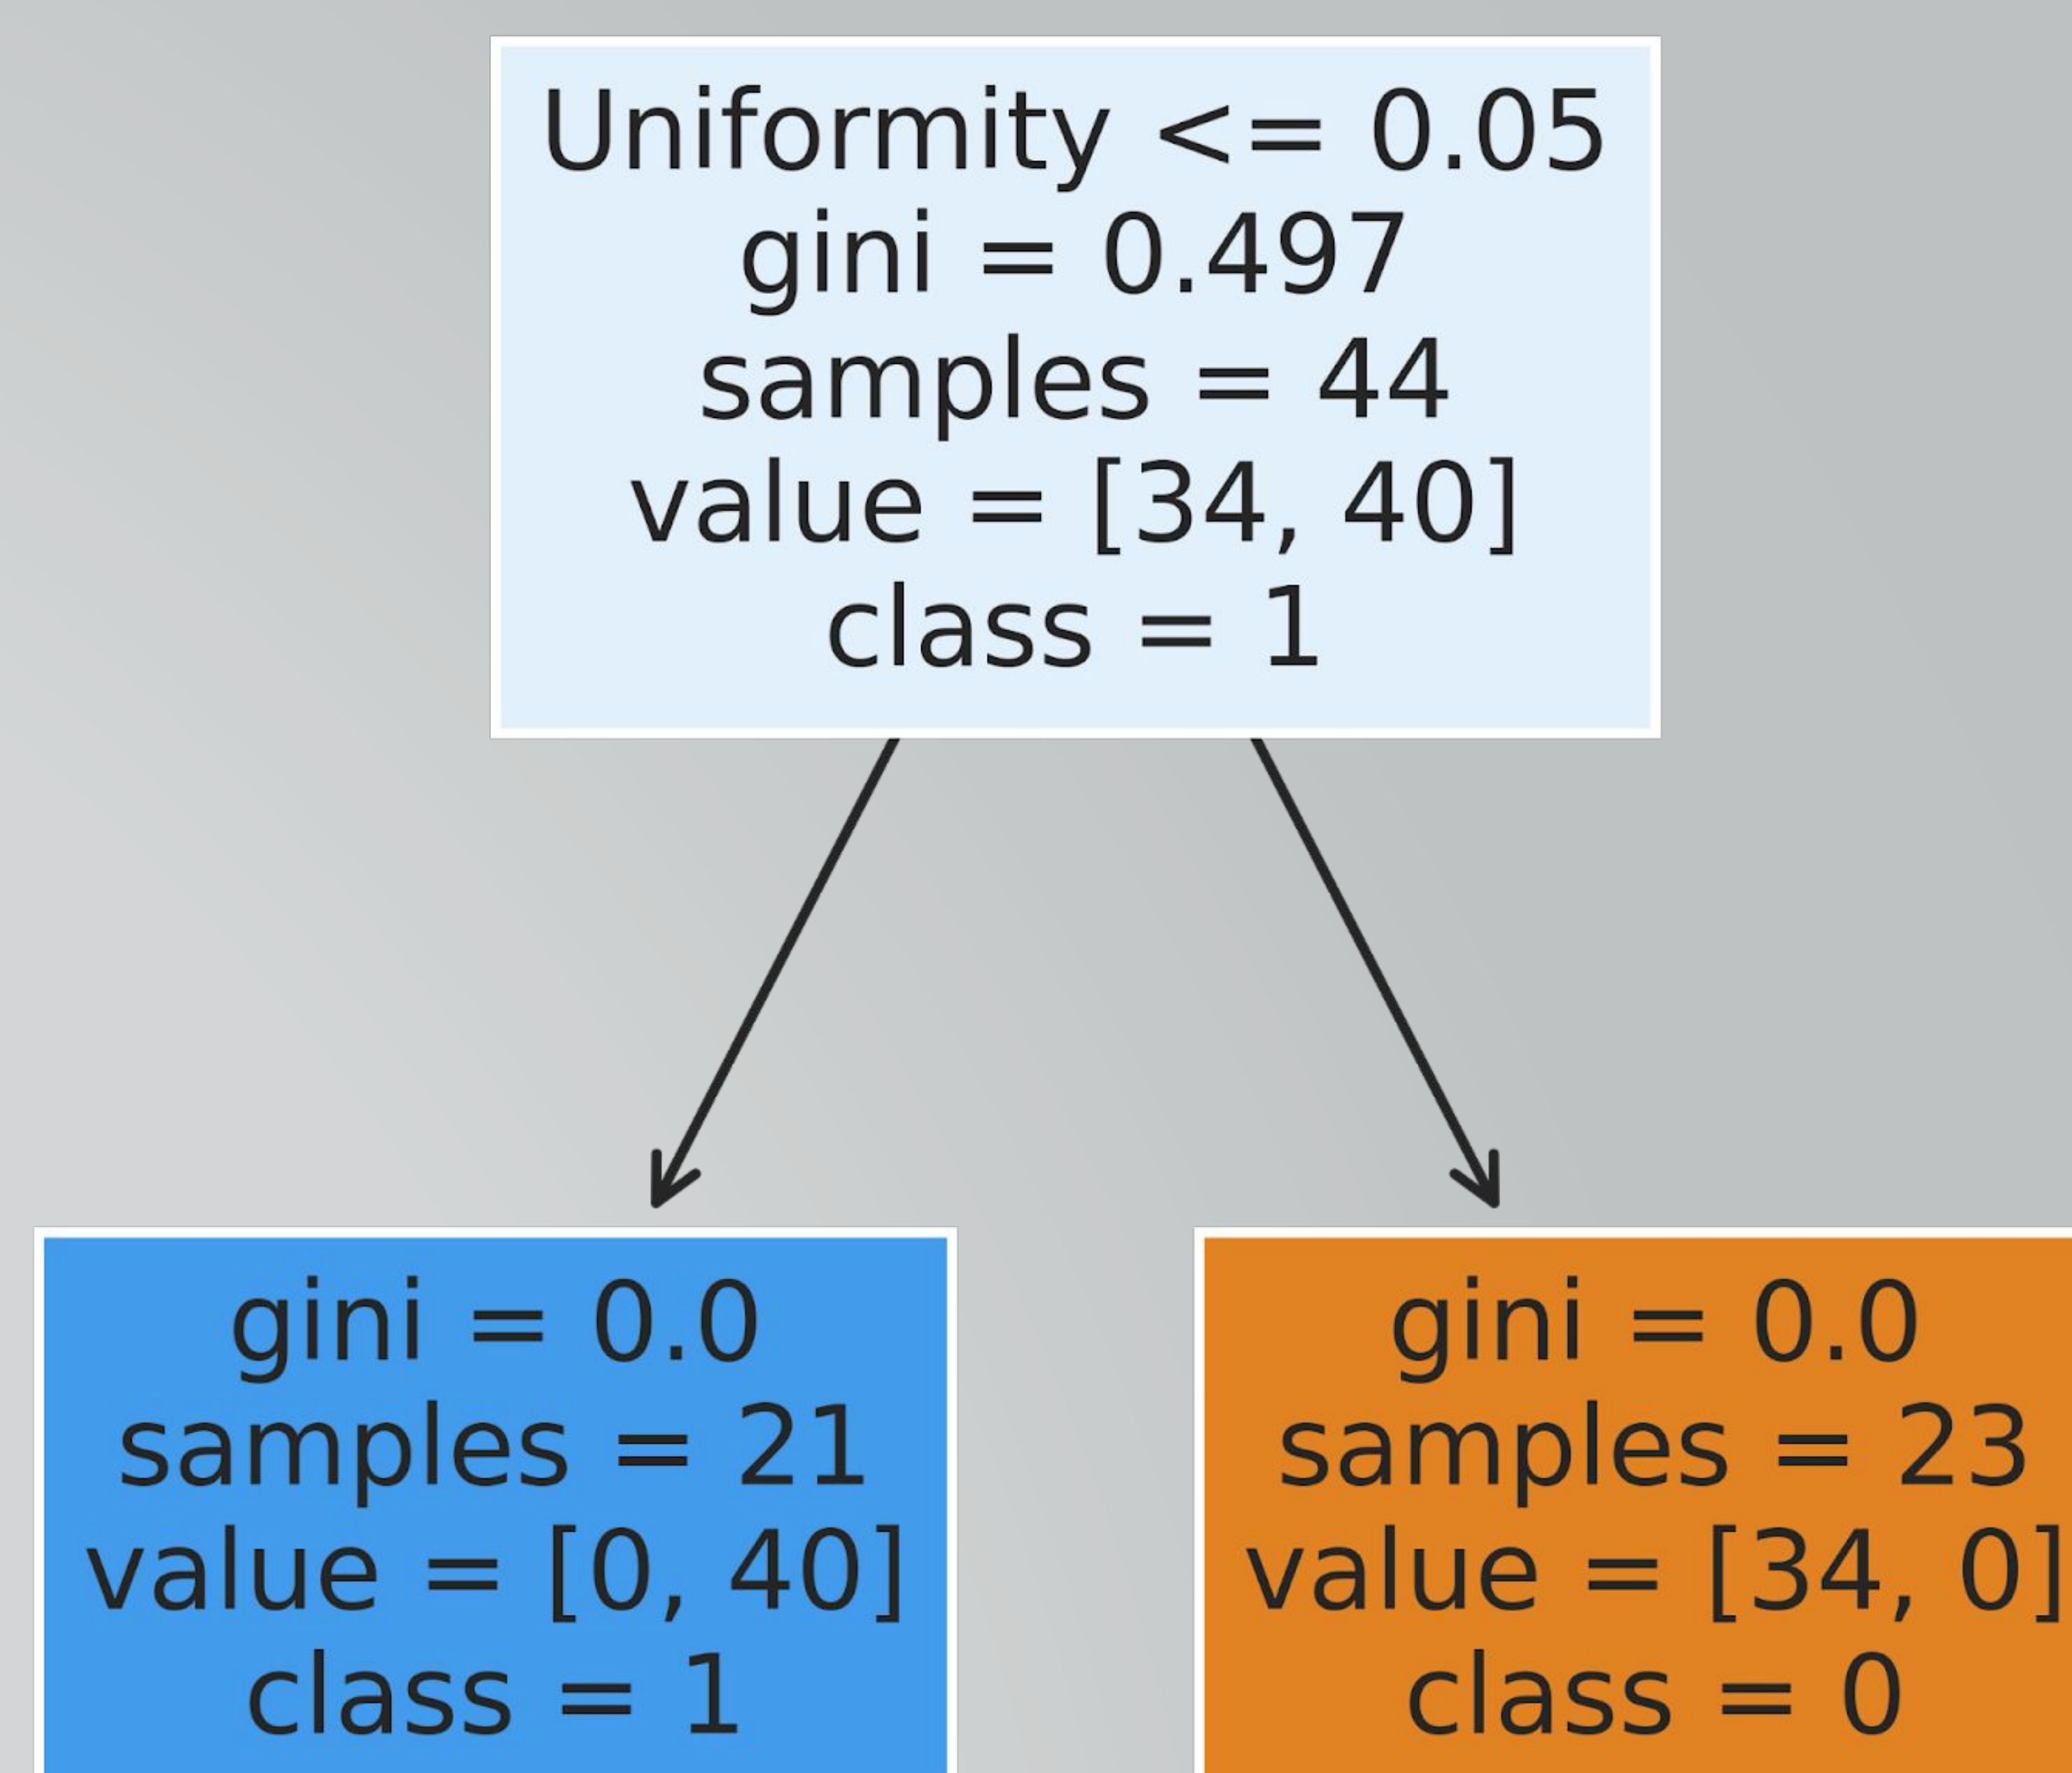 Uniformity <= 0.05
gini = 0.497
samples = 44
value = [34, 40]
class = 1
gini = 0.0
samples = 21
value = [0, 40]
class = 1
gini = 0.0
samples = 23
value = [34, 0]
class = 0